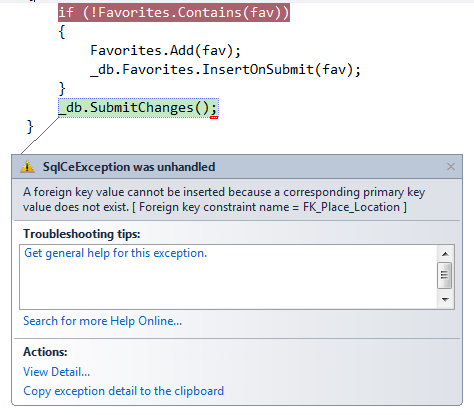 if (!Favorites.Contains(fav))
{
Favorites.Add(fav);
_db.Favorites.InsertOnSubmit(fav);
}
_db.SubmitChanges();
}
SqlCeException was unhandled
A foreign key value cannot be inserted because a corresponding primary key
value does not exist. [ Foreign key constraint name = FK_Place_Location ]
Troubleshooting tips:
Get general help for this exception.
Search for more Help Online...
Actions:
View Detail...
Copy exception detail to the clipboard